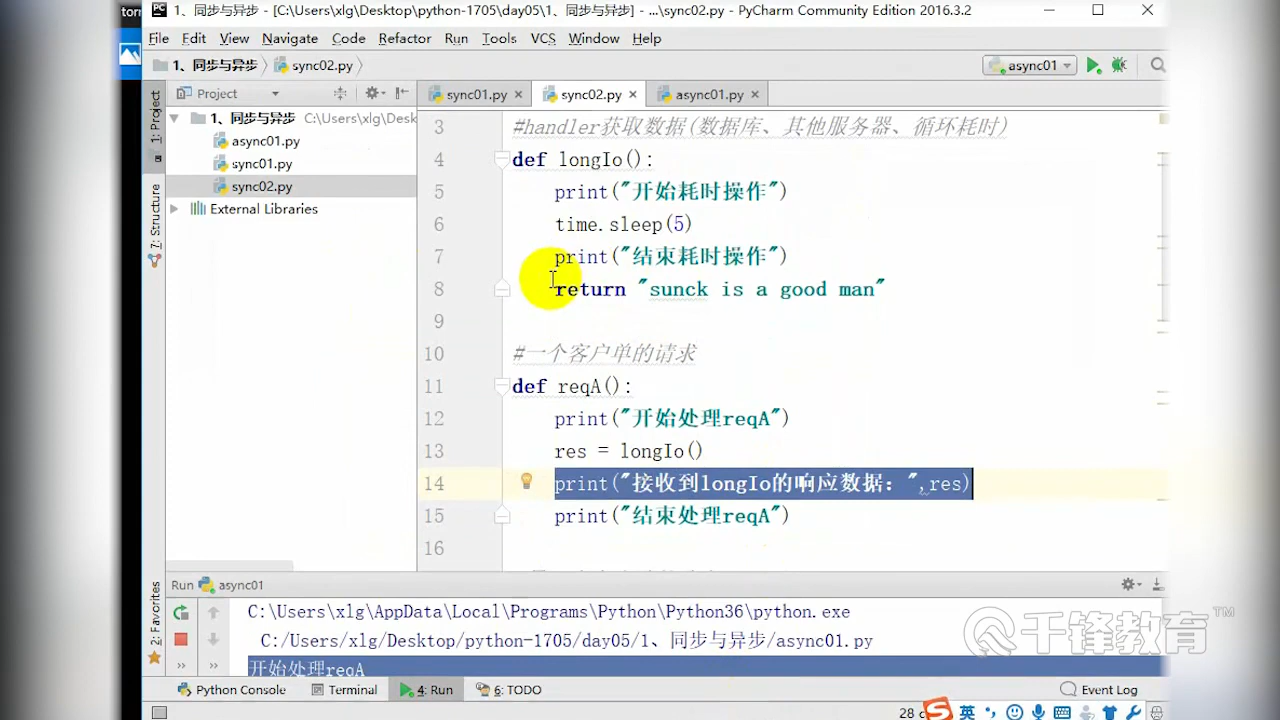 torr
1、同步与异步 - [C:\Users\xlg\Desktop\python-1705\day05\1、同步与异步] - ...\sync02.py - PyCharm Community Edition 2016.3.2
File Edit View Navigate Code Refactor Run Tools VCS Window Help
1、同步与异步 sync02.py async01
Project sync01.py sync02.py async01.py
1: Project
7: Structure
2: Favorites
1、同步与异步 C:\Users\xlg\Desk
async01.py
sync01.py
sync02.py
External Libraries
3 #handler获取数据(数据库、其他服务器、循环耗时)
4 def longIo():
5 print("开始耗时操作")
6 time.sleep(5)
7 print("结束耗时操作")
8 return "sunck is a good man"
9
10 #一个客户单的请求
11 def reqA():
12 print("开始处理reqA")
13 res = longIo()
14 print("接收到longIo的响应数据：",res)
15 print("结束处理reqA")
16
Run async01
C:\Users\xlg\AppData\Local\Programs\Python\Python36\python.exe
C:/Users/xlg/Desktop/python-1705/day05/1、同步与异步/async01.py
开始处理reqA
千锋教育™
Python Console Terminal 4: Run 6: TODO Event Log
28 c
英